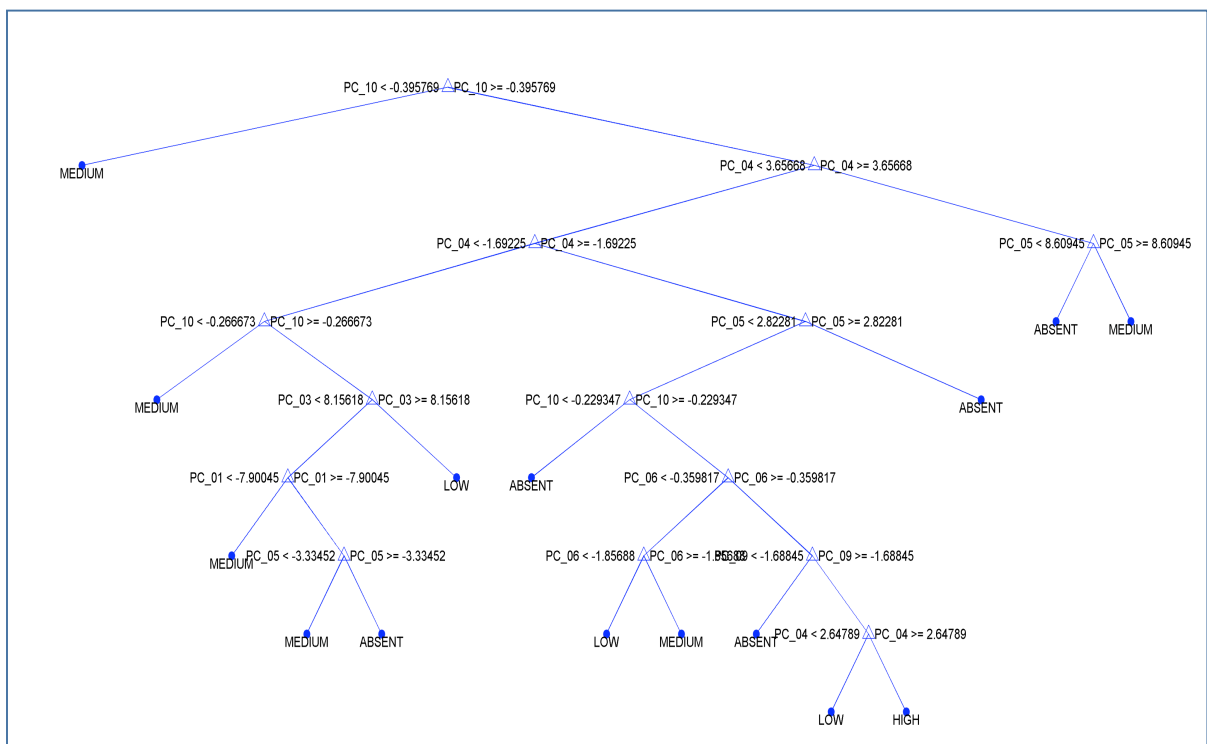 PC_10 < -0.395769 PC_10 >= -0.395769
MEDIUM
PC_04 < 3.65668 PC_04 >= 3.65668
PC_04 < -1.69225 PC_04 >= -1.69225
PC_05 < 8.60945 PC_05 >= 8.60945
PC_10 < -0.266673 PC_10 >= -0.266673
PC_05 < 2.82281 PC_05 >= 2.82281
ABSENT
MEDIUM
MEDIUM
PC_03 < 8.15618 PC_03 >= 8.15618
PC_10 < -0.229347 PC_10 >= -0.229347
ABSENT
PC_01 < -7.90045 PC_01 >= -7.90045
LOW
ABSENT
PC_06 < -0.359817 PC_06 >= -0.359817
MEDIUM
PC_05 < -3.33452 PC_05 >= -3.33452
PC_06 < -1.85688 PC_06 >= -1.85688
PC_09 < -1.68845 PC_09 >= -1.68845
MEDIUM
ABSENT
LOW
MEDIUM
ABSENT
PC_04 < 2.64789 PC_04 >= 2.64789
LOW
HIGH